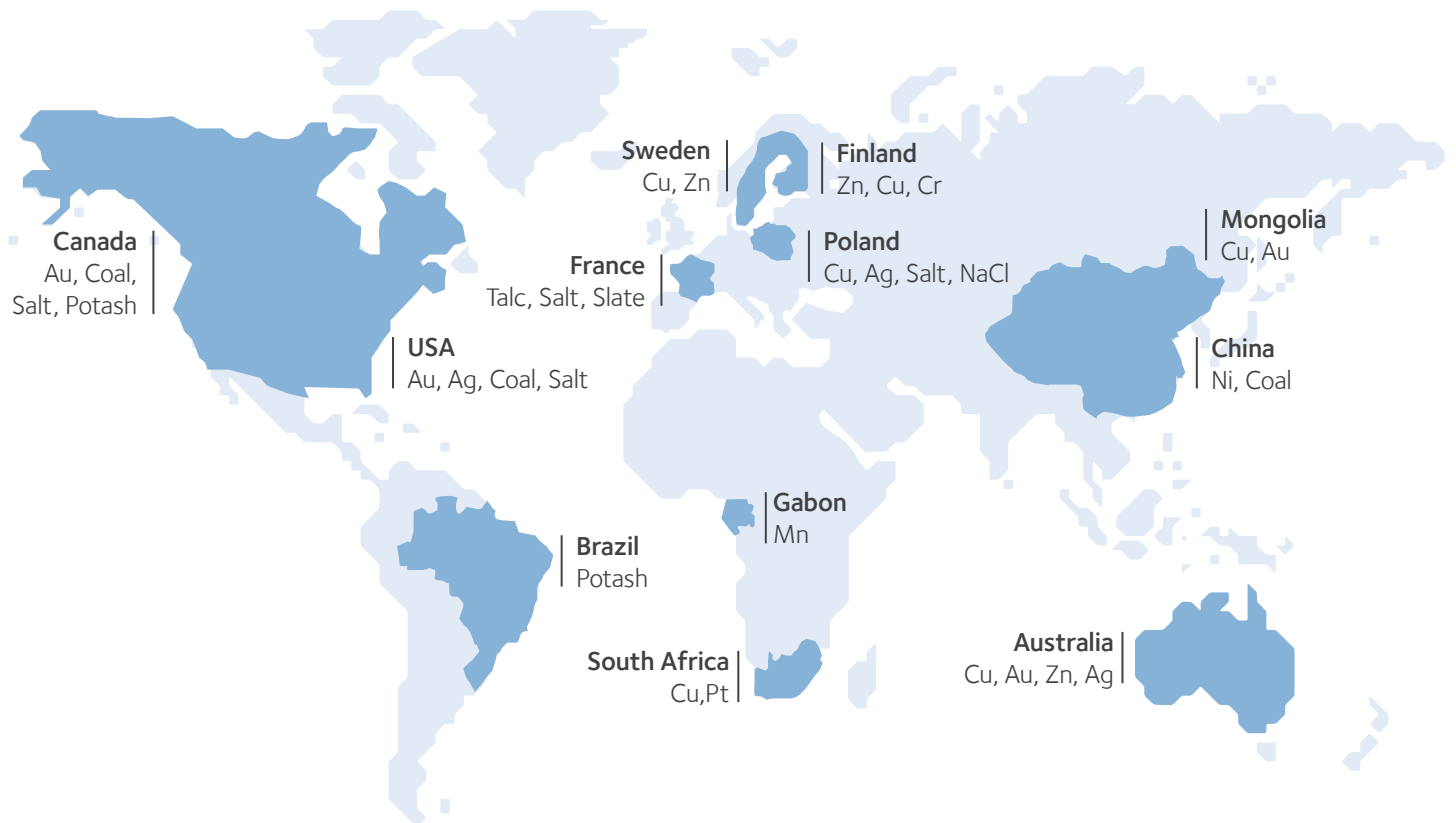 Sweden
Cu, Zn
Finland
Zn, Cu, Cr
Mongolia
Cu, Au
Canada
Au, Coal,
Salt, Potash
France
Talc, Salt, Slate
Poland
Cu, Ag, Salt, NaCl
USA
Au, Ag, Coal, Salt
China
Ni, Coal
Gabon
Mn
Brazil
Potash
South Africa
Cu,Pt
Australia
Cu, Au, Zn, Ag